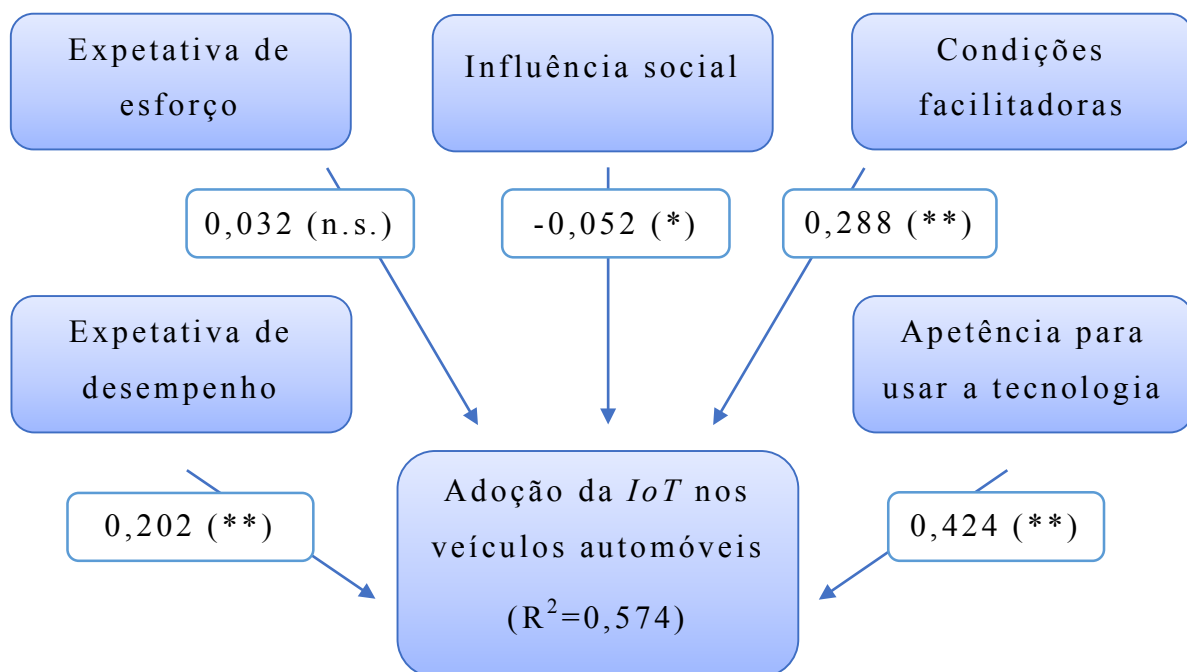 Expetativa de
esforço
Influência social
Condições
facilitadoras
0,032 (n.s.)
-0,052 (*)
0,288 (**)
Expetativa de
desempenho
Apetência para
usar a tecnologia
0,202 (**)
Adoção da IoT nos
veículos automóveis
(R²=0,574)
0,424 (**)